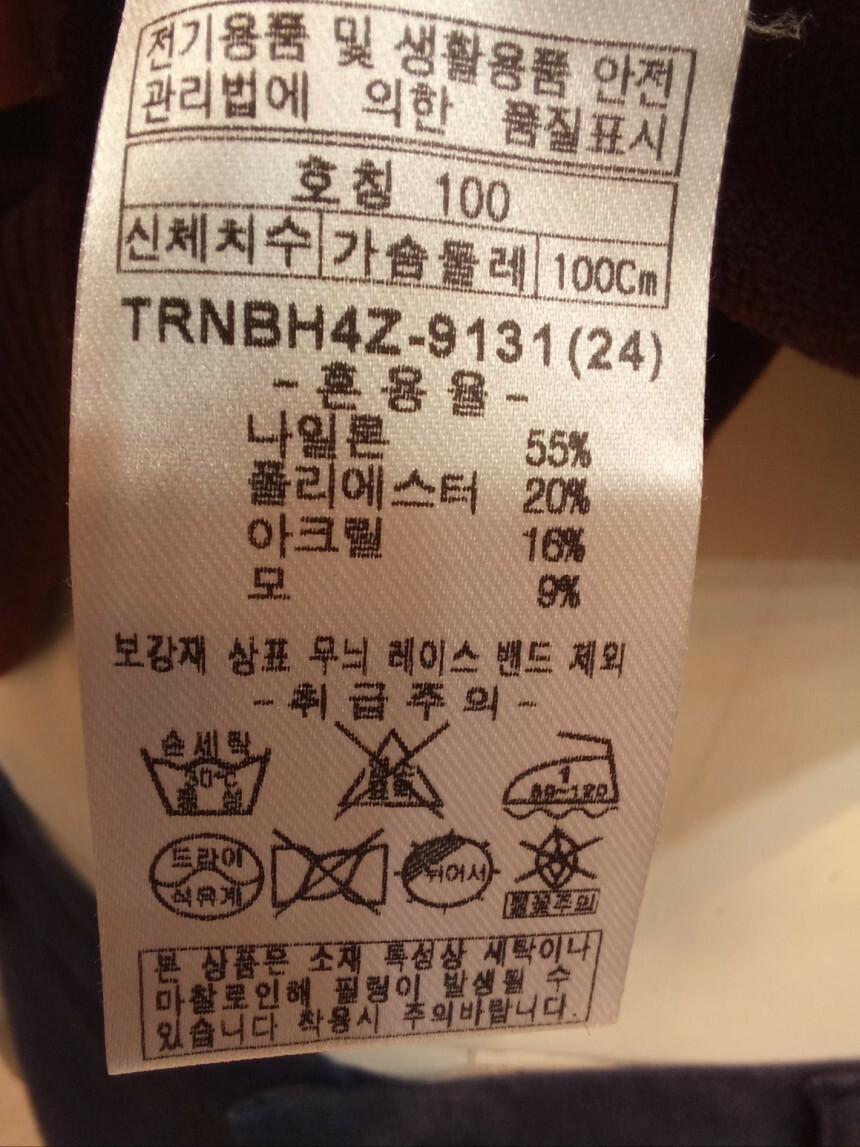 전기용품 및 생활용품 안전
관리법에 의한 품질표시
호칭 100
신체치수 가슴둘레 100Cm
TRNBH4Z-9131(24)
- 혼용율 -
나일론 55%
폴리에스터 20%
아크릴 16%
모 9%
보강재 상표 무늬 레이스 밴드 제외
- 취급주의 -
손세탁
30℃
중성
1
80~120
드라이
석유계
뉘어서
불꽃주의
본 상품은 소재 특성상 세탁이나
마찰로인해 필링이 발생될 수
있습니다 착용시 주의바랍니다.